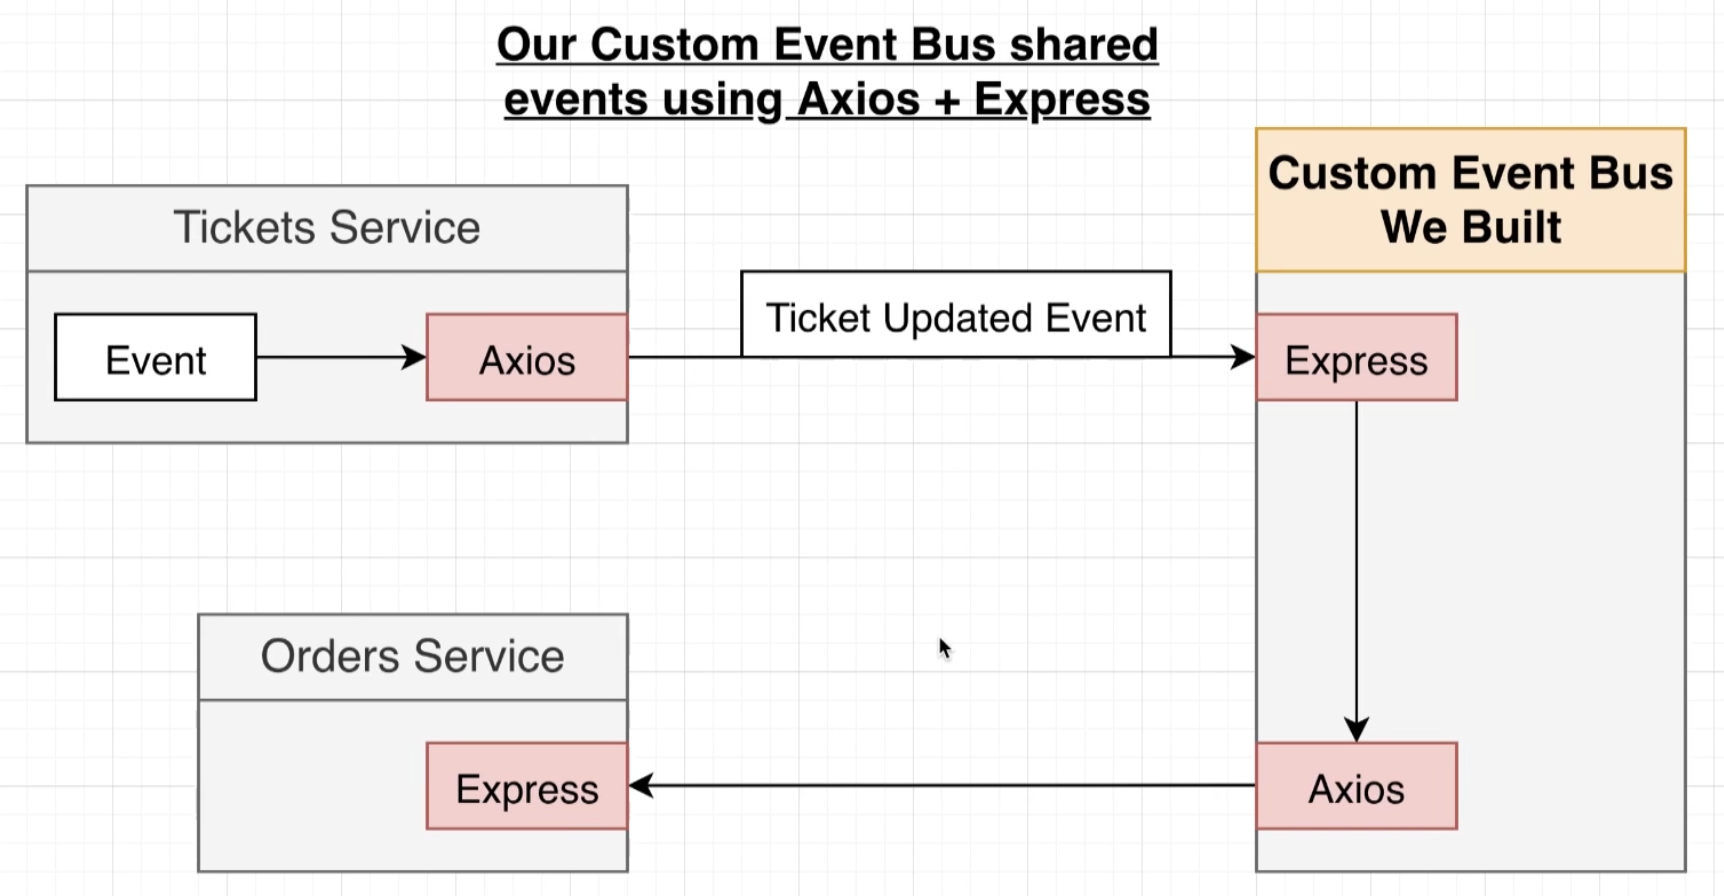 Our Custom Event Bus shared
events using Axios + Express
Custom Event Bus
We Built
Tickets Service
Ticket Updated Event
Event
Axios
Express
Orders Service
Express
Axios